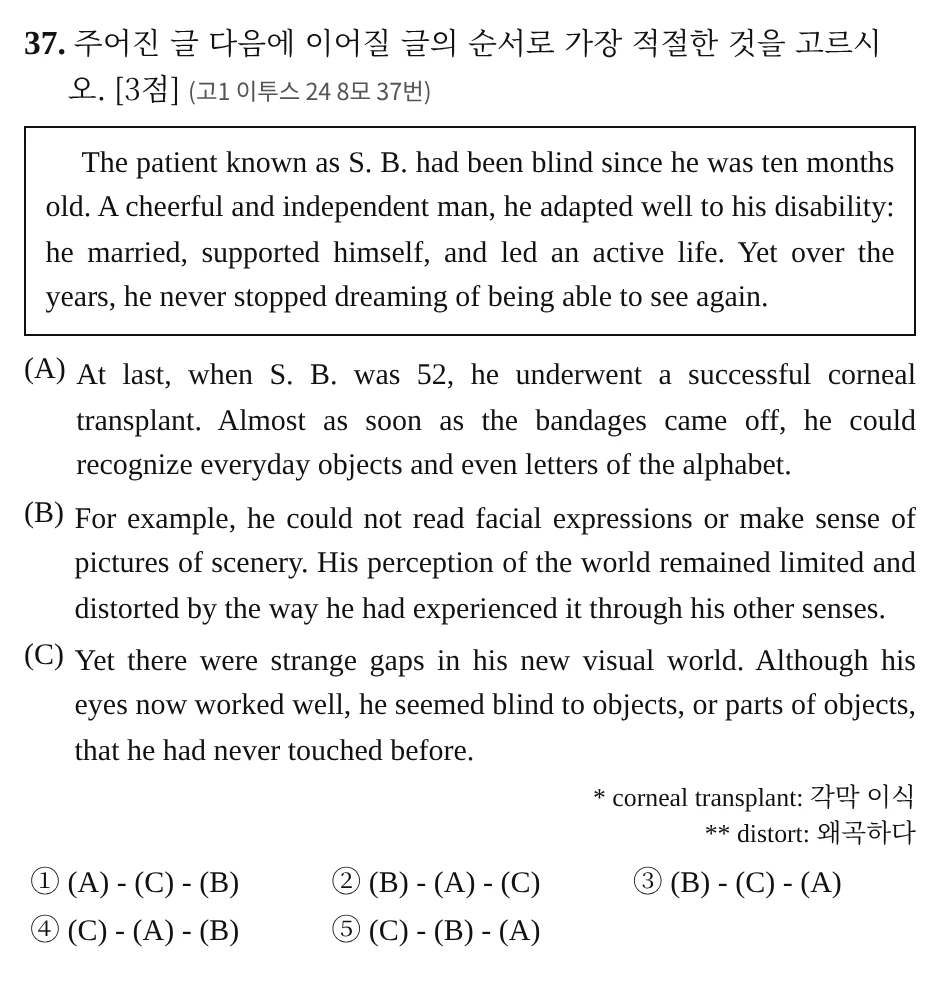 37. 주어진 글 다음에 이어질 글의 순서로 가장 적절한 것을 고르시
오. [3점] (고1 이투스 24 8모 37번)
The patient known as S. B. had been blind since he was ten months
old. A cheerful and independent man, he adapted well to his disability:
he married, supported himself, and led an active life. Yet over the
years, he never stopped dreaming of being able to see again.
(A) At last, when S. B. was 52, he underwent a successful corneal
transplant. Almost as soon as the bandages came off, he could
recognize everyday objects and even letters of the alphabet.
(B) For example, he could not read facial expressions or make sense of
pictures of scenery. His perception of the world remained limited and
distorted by the way he had experienced it through his other senses.
(C) Yet there were strange gaps in his new visual world. Although his
eyes now worked well, he seemed blind to objects, or parts of objects,
that he had never touched before.
* corneal transplant: 각막 이식
** distort: 왜곡하다
① (A) - (C) - (B) ② (B) - (A) - (C) ③ (B) - (C) - (A)
④ (C) - (A) - (B) ⑤ (C) - (B) - (A)